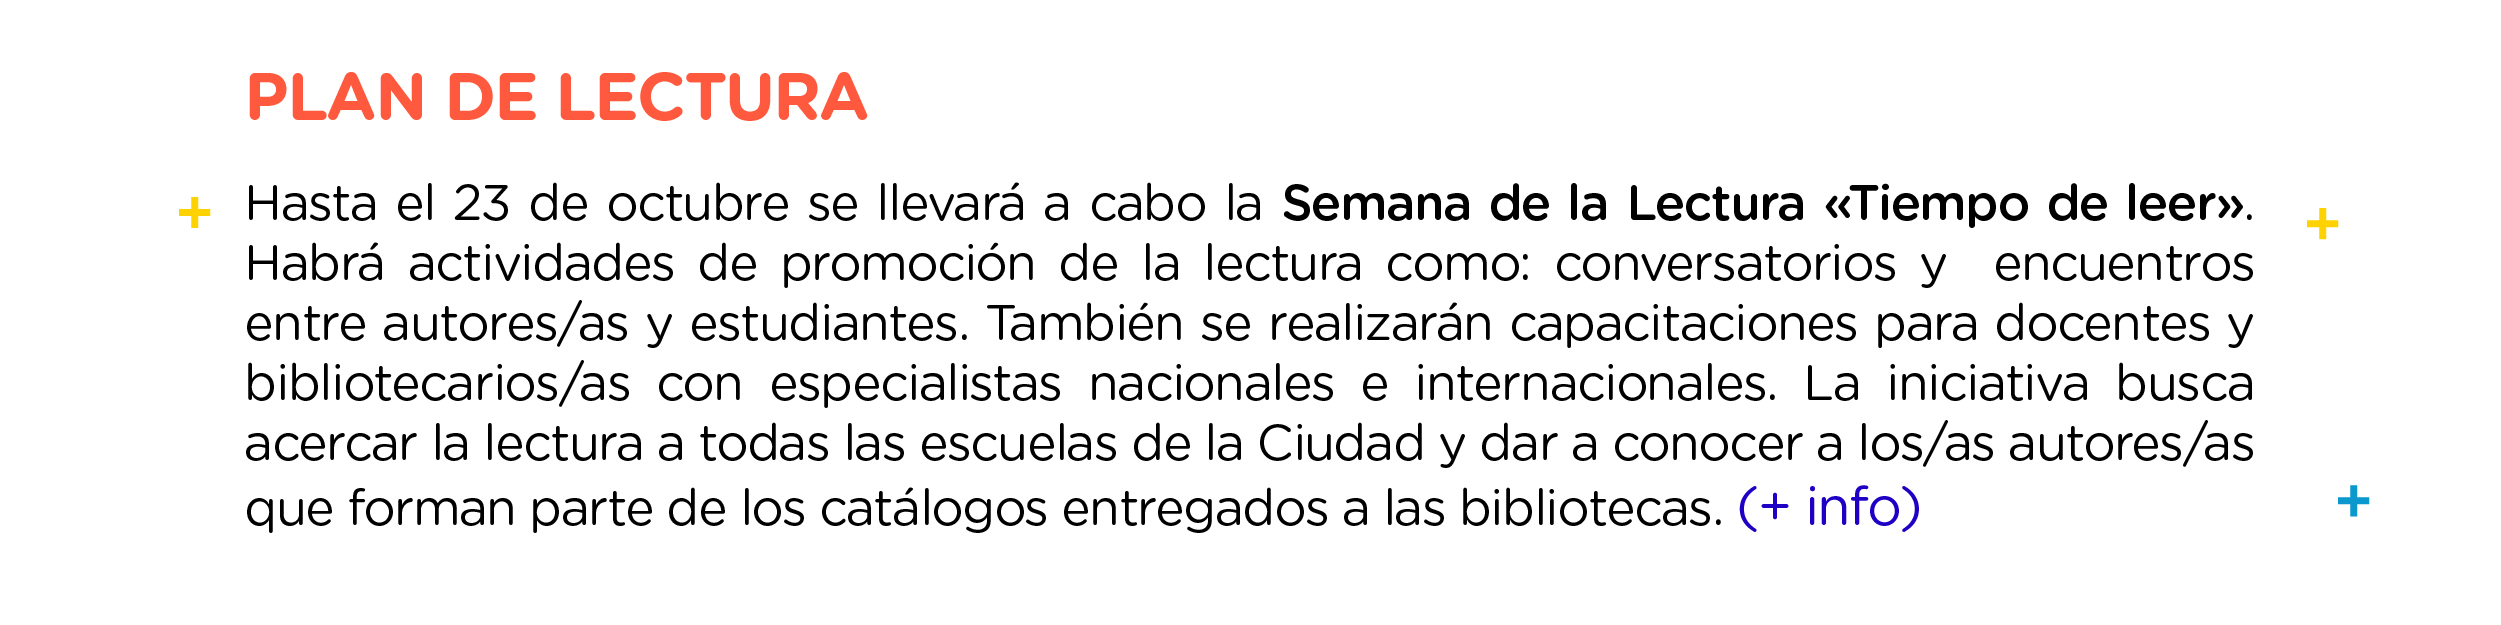 PLAN DE LECTURA
Hasta el 23 de octubre se llevará a cabo la Semana de la Lectura «Tiempo de leer».
Habrá actividades de promoción de la lectura como: conversatorios y encuentros
entre autores/as y estudiantes. También se realizarán capacitaciones para docentes y
bibliotecarios/as con especialistas nacionales e internacionales. La iniciativa busca
acercar la lectura a todas las escuelas de la Ciudad y dar a conocer a los/as autores/as
que forman parte de los catálogos entregados a las bibliotecas. (+ info)